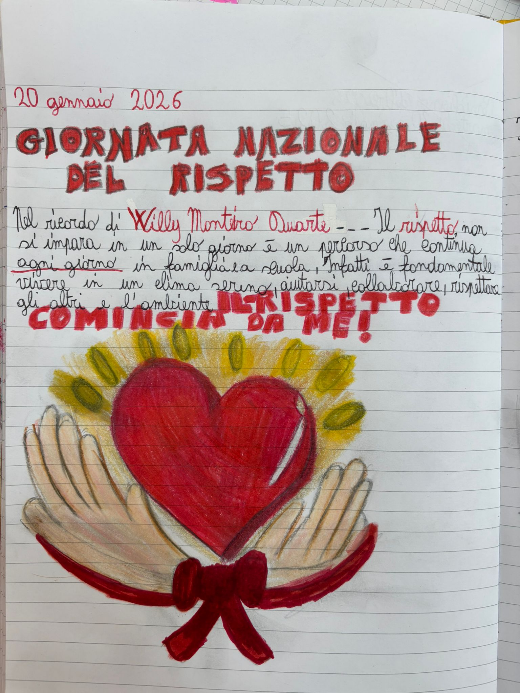 20 gennaio 2026
GIORNATA NAZIONALE
DEL RISPETTO
Nel ricordo di Willy Montéiro Duarte --- Il rispetto non
si impara in un solo giorno è un percorso che continua
ogni giorno in famiglia e a scuola, Infatti è fondamentale
vivere in un clima sereno, aiutarsi, collaborare, rispettare
gli altri e l'ambiente IL RISPETTO
COMINCIA DA ME!